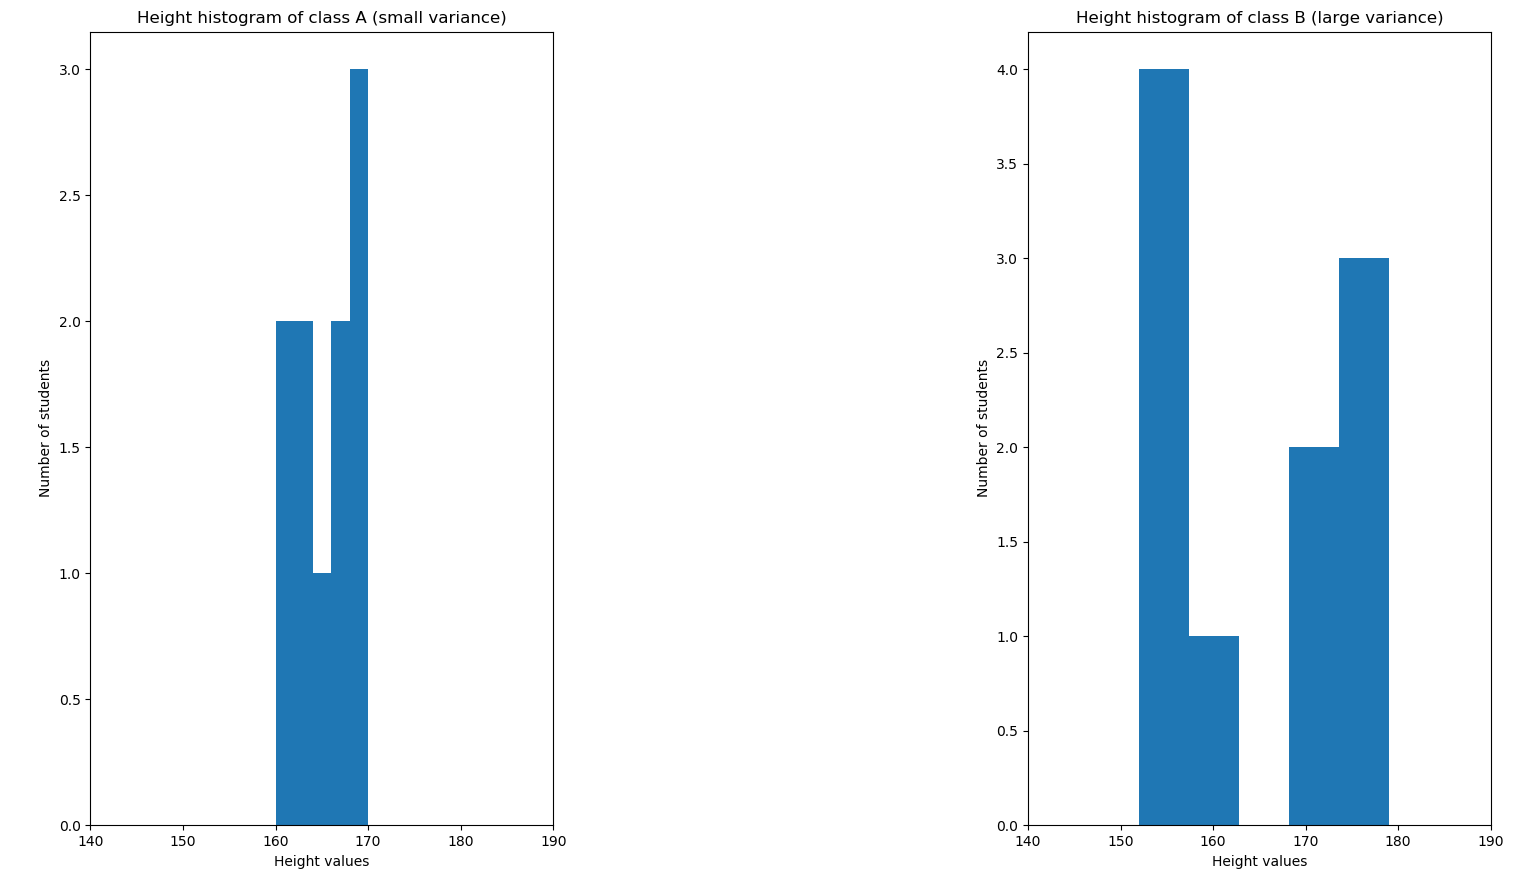 Height histogram of class A (small variance)
3.0
2.5
2.0
1.5
1.0
0.5
0.0
Number of students
140 150 160 170 180 190
Height values
Height histogram of class B (large variance)
4.0
3.5
3.0
2.5
2.0
1.5
1.0
0.5
0.0
Number of students
140 150 160 170 180 190
Height values